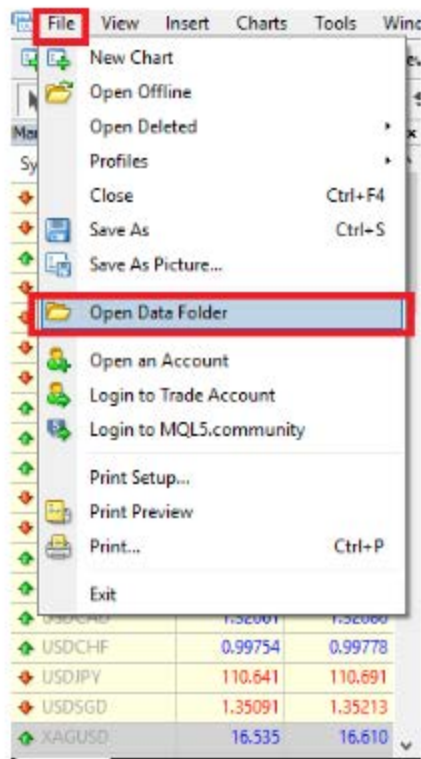 File View Insert Charts Tools
New Chart
Open Offline
Open Deleted
Profiles
Close Ctrl+F4
Save As Ctrl+S
Save As Picture...
Open Data Folder
Open an Account
Login to Trade Account
Login to MQL5.community
Print Setup...
Print Preview
Print... Ctrl+P
Exit
USDCHF 0.99754 0.99778
USDJPY 110.641 110.691
USDSGD 1.35091 1.35213
XAGUSD 16.535 16.610